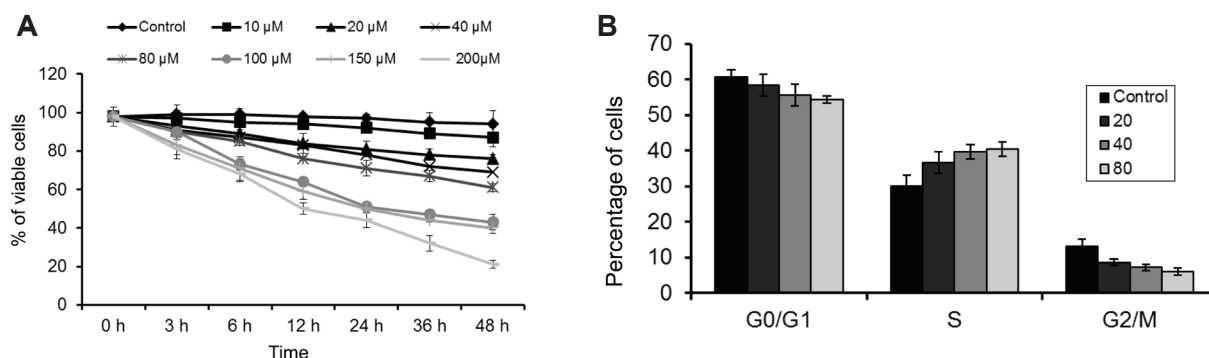 A
Control 10 µM 20 µM 40 µM
80 µM 100 µM 150 µM 200µM
% of viable cells
120
100
80
60
40
20
0
0 h 3 h 6 h 12 h 24 h 36 h 48 h
Time
B
Percentage of cells
70
60
50
40
30
20
10
0
Control
20
40
80
G0/G1 S G2/M